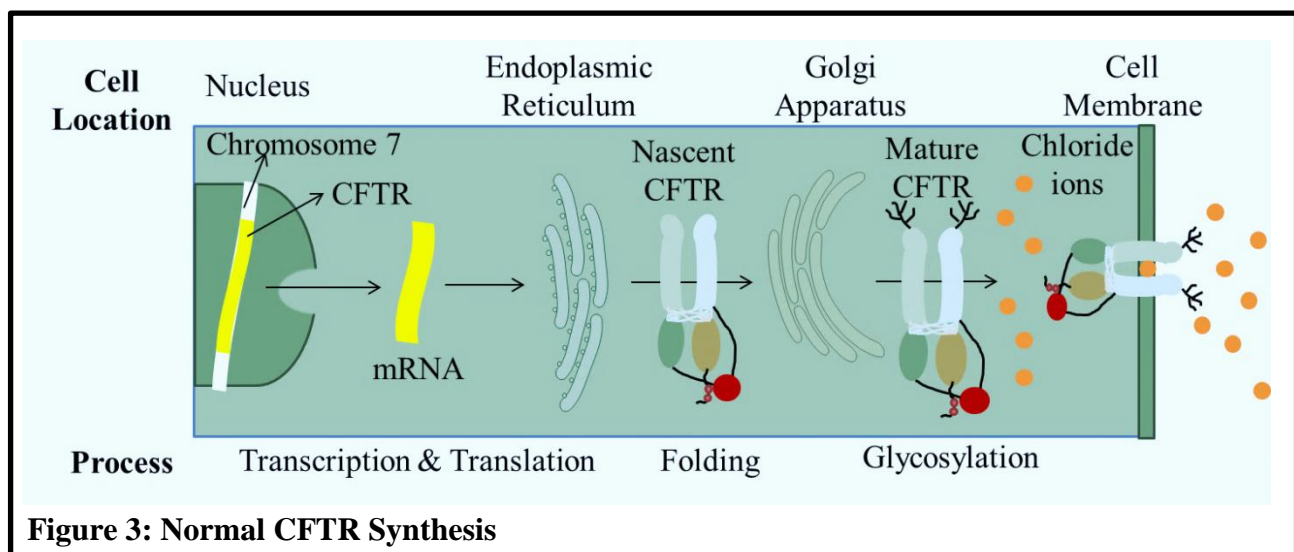 Cell
Location
Nucleus
Endoplasmic
Reticulum
Golgi
Apparatus
Cell
Membrane
Chromosome 7
CFTR
mRNA
Nascent
CFTR
Mature
CFTR
Chloride
ions
Process
Transcription & Translation
Folding
Glycosylation
Figure 3: Normal CFTR Synthesis